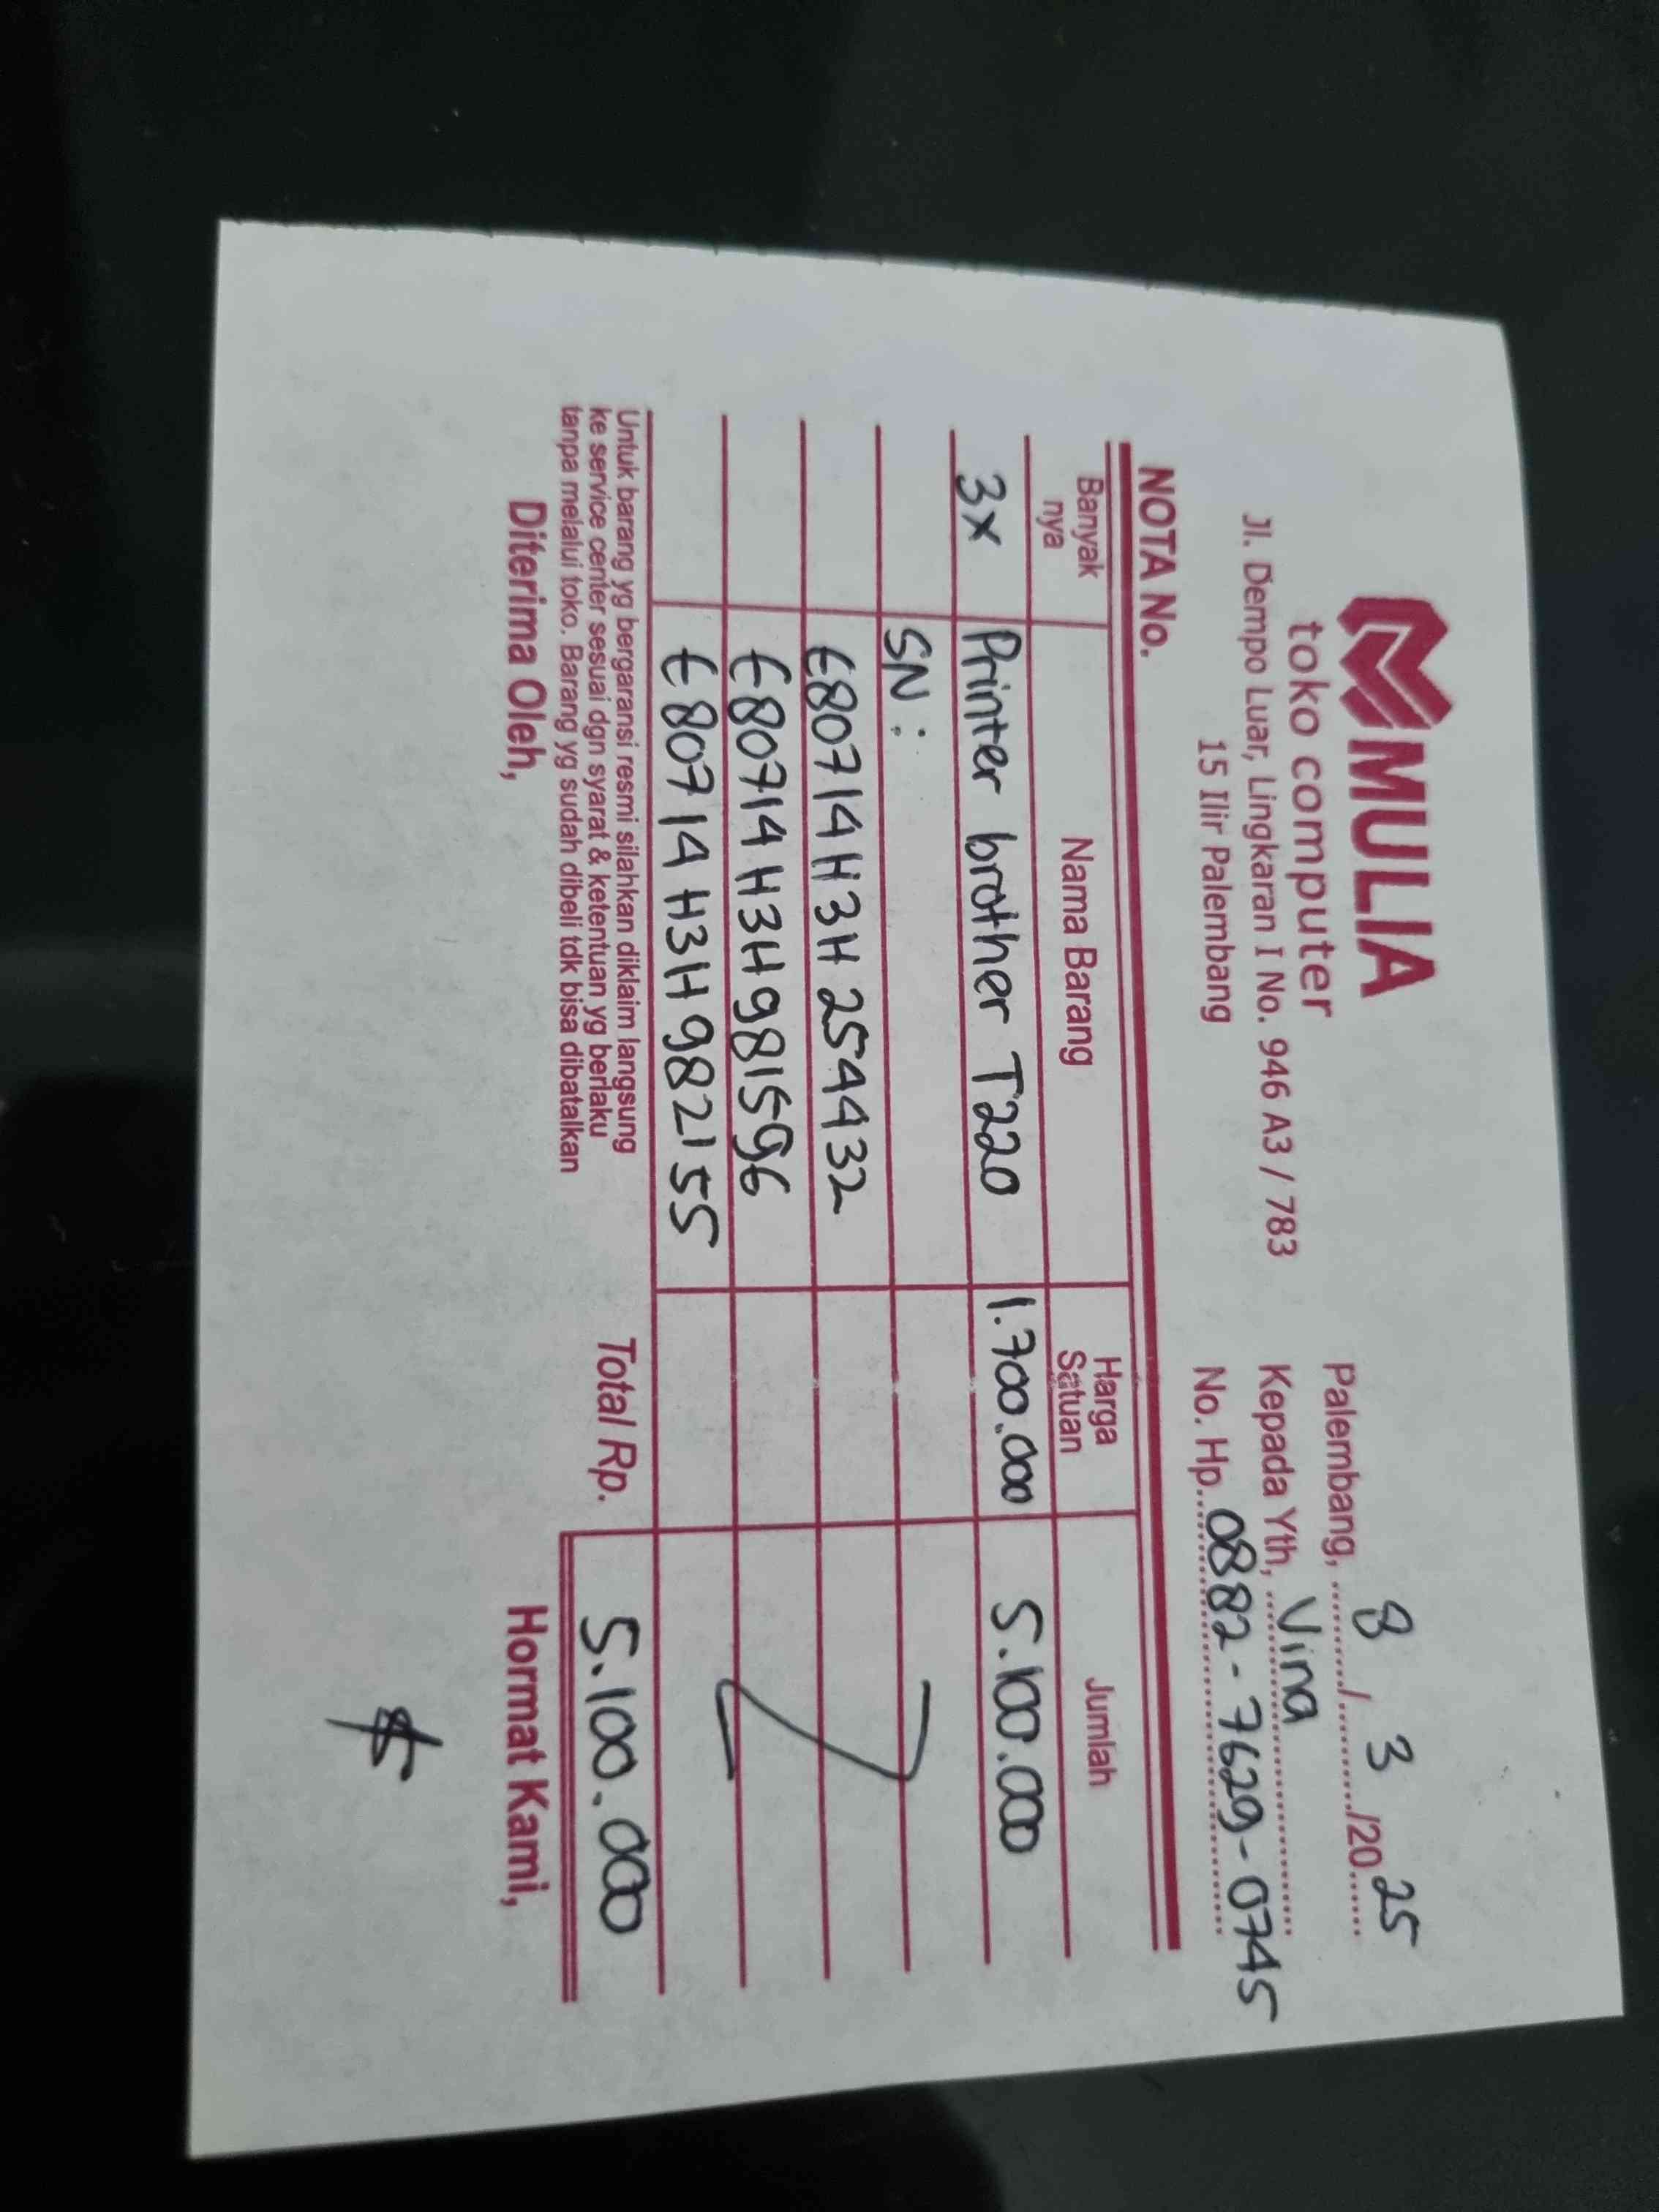 MULIA
toko computer
Jl. Dempo Luar, Lingkaran I No. 946 A3 / 783
15 Ilir Palembang
Palembang, 8 / 3 /2025
Kepada Yth, Vina
No. Hp. 0882-7629-0745
NOTA No.
Banyak nya Nama Barang Harga Satuan Jumlah
3x Printer brother T220 1.700.000 5.100.000
SN :
E80714H3H254432
E80714H3H981596
E80714H3H982155
Untuk barang yg bergaransi resmi silahkan diklaim langsung
ke service center sesuai dgn syarat & ketentuan yg berlaku
tanpa melalui toko. Barang yg sudah dibeli tdk bisa dibatalkan
Total Rp. 5.100.000
Diterima Oleh, Hormat Kami,